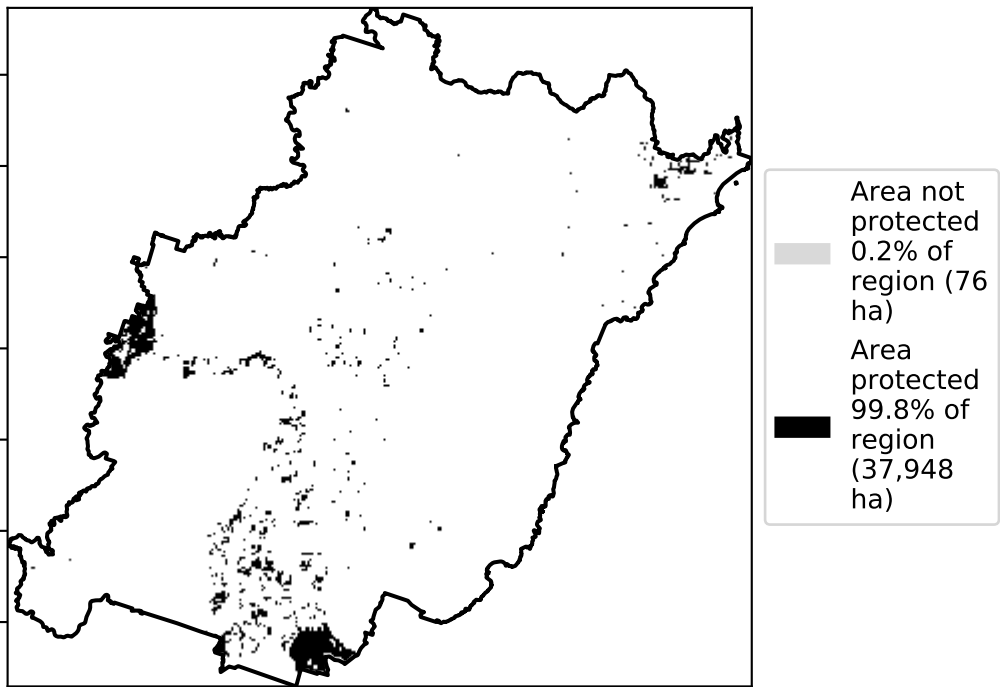 Area not
protected
0.2% of
region (76
ha)
Area
protected
99.8% of
region
(37,948
ha)